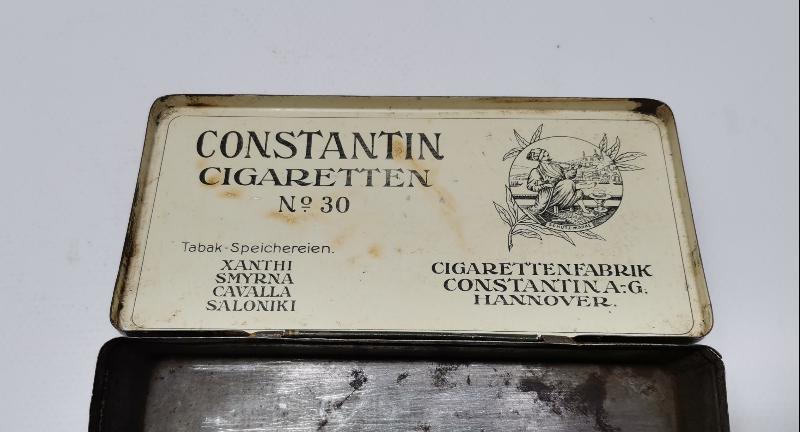 CONSTANTIN
CIGARETTEN
Nº 30
Tabak-Speichereien.
XANTHI
SMYRNA
CAVALLA
SALONIKI
CIGARETTENFABRIK
CONSTANTIN A.-G.
HANNOVER.